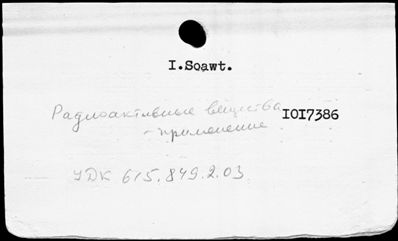 I.Soawt.
Радиоактивные вещества IOI7386
- применение
УДК 615.849.2.03